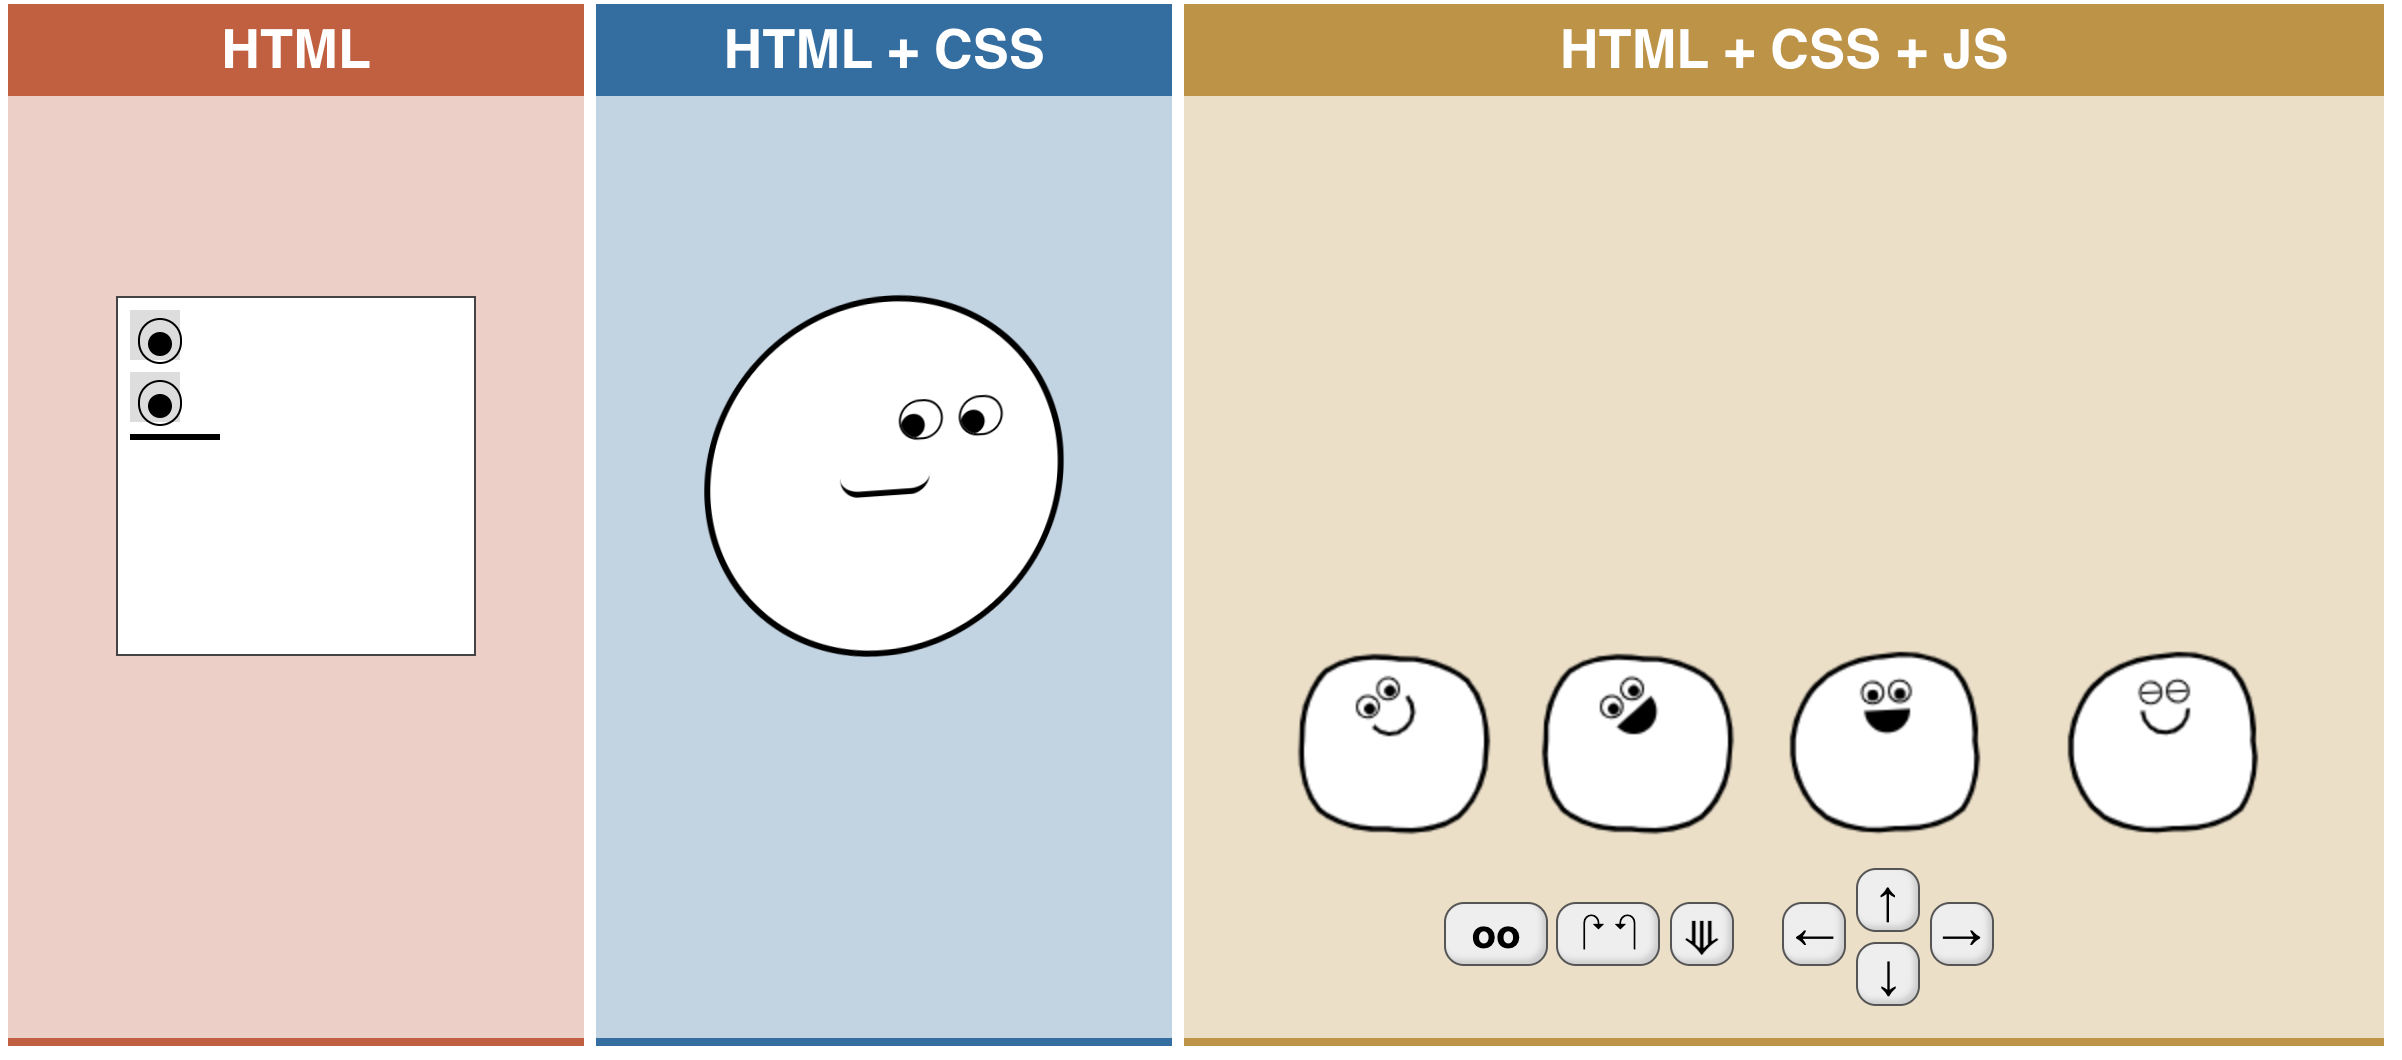 HTML
HTML + CSS
HTML + CSS + JS
oo
↑
←
→
↓